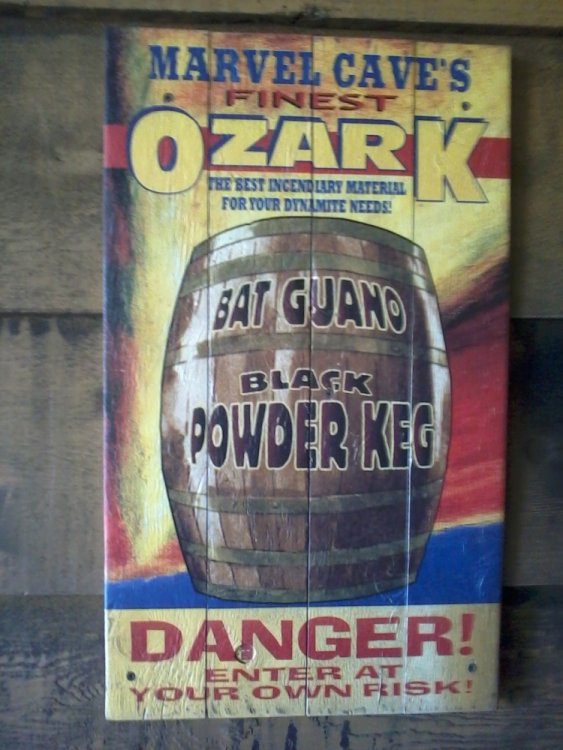 MARVEL CAVE'S
FINEST
OZARK
THE BEST INCENDIARY MATERIAL
FOR YOUR DYNAMITE NEEDS!
BAT GUANO
BLACK
POWDER KEG
DANGER!
ENTER AT
YOUR OWN RISK!